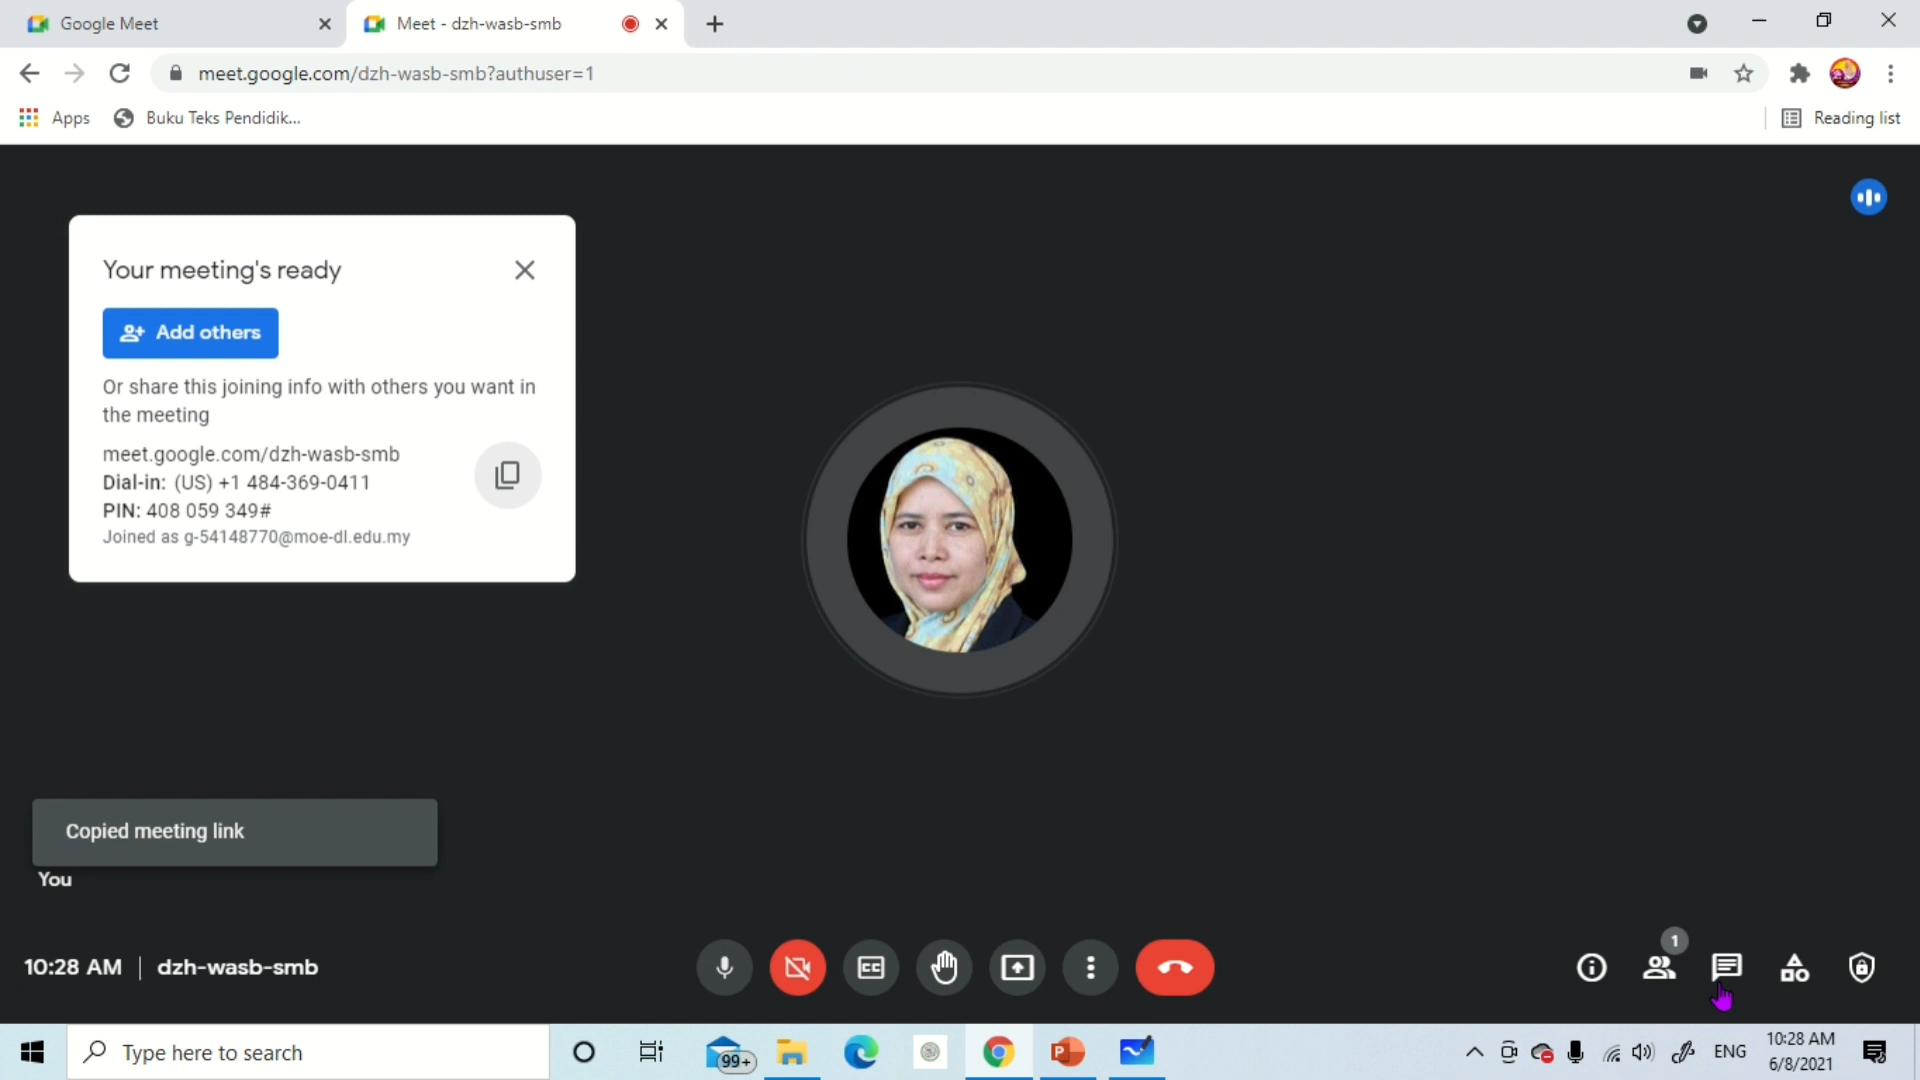 Google Meet
Meet - dzh-wasb-smb
meet.google.com/dzh-wasb-smb?authuser=1
Apps
Buku Teks Pendidik...
Reading list
Your meeting's ready
Add others
Or share this joining info with others you want in
the meeting
meet.google.com/dzh-wasb-smb
Dial-in: (US) +1 484-369-0411
PIN: 408 059 349#
Joined as g-54148770@moe-dl.edu.my
Copied meeting link
You
10:28 AM | dzh-wasb-smb
CC
1
Type here to search
99+
P
ENG
10:28 AM
6/8/2021